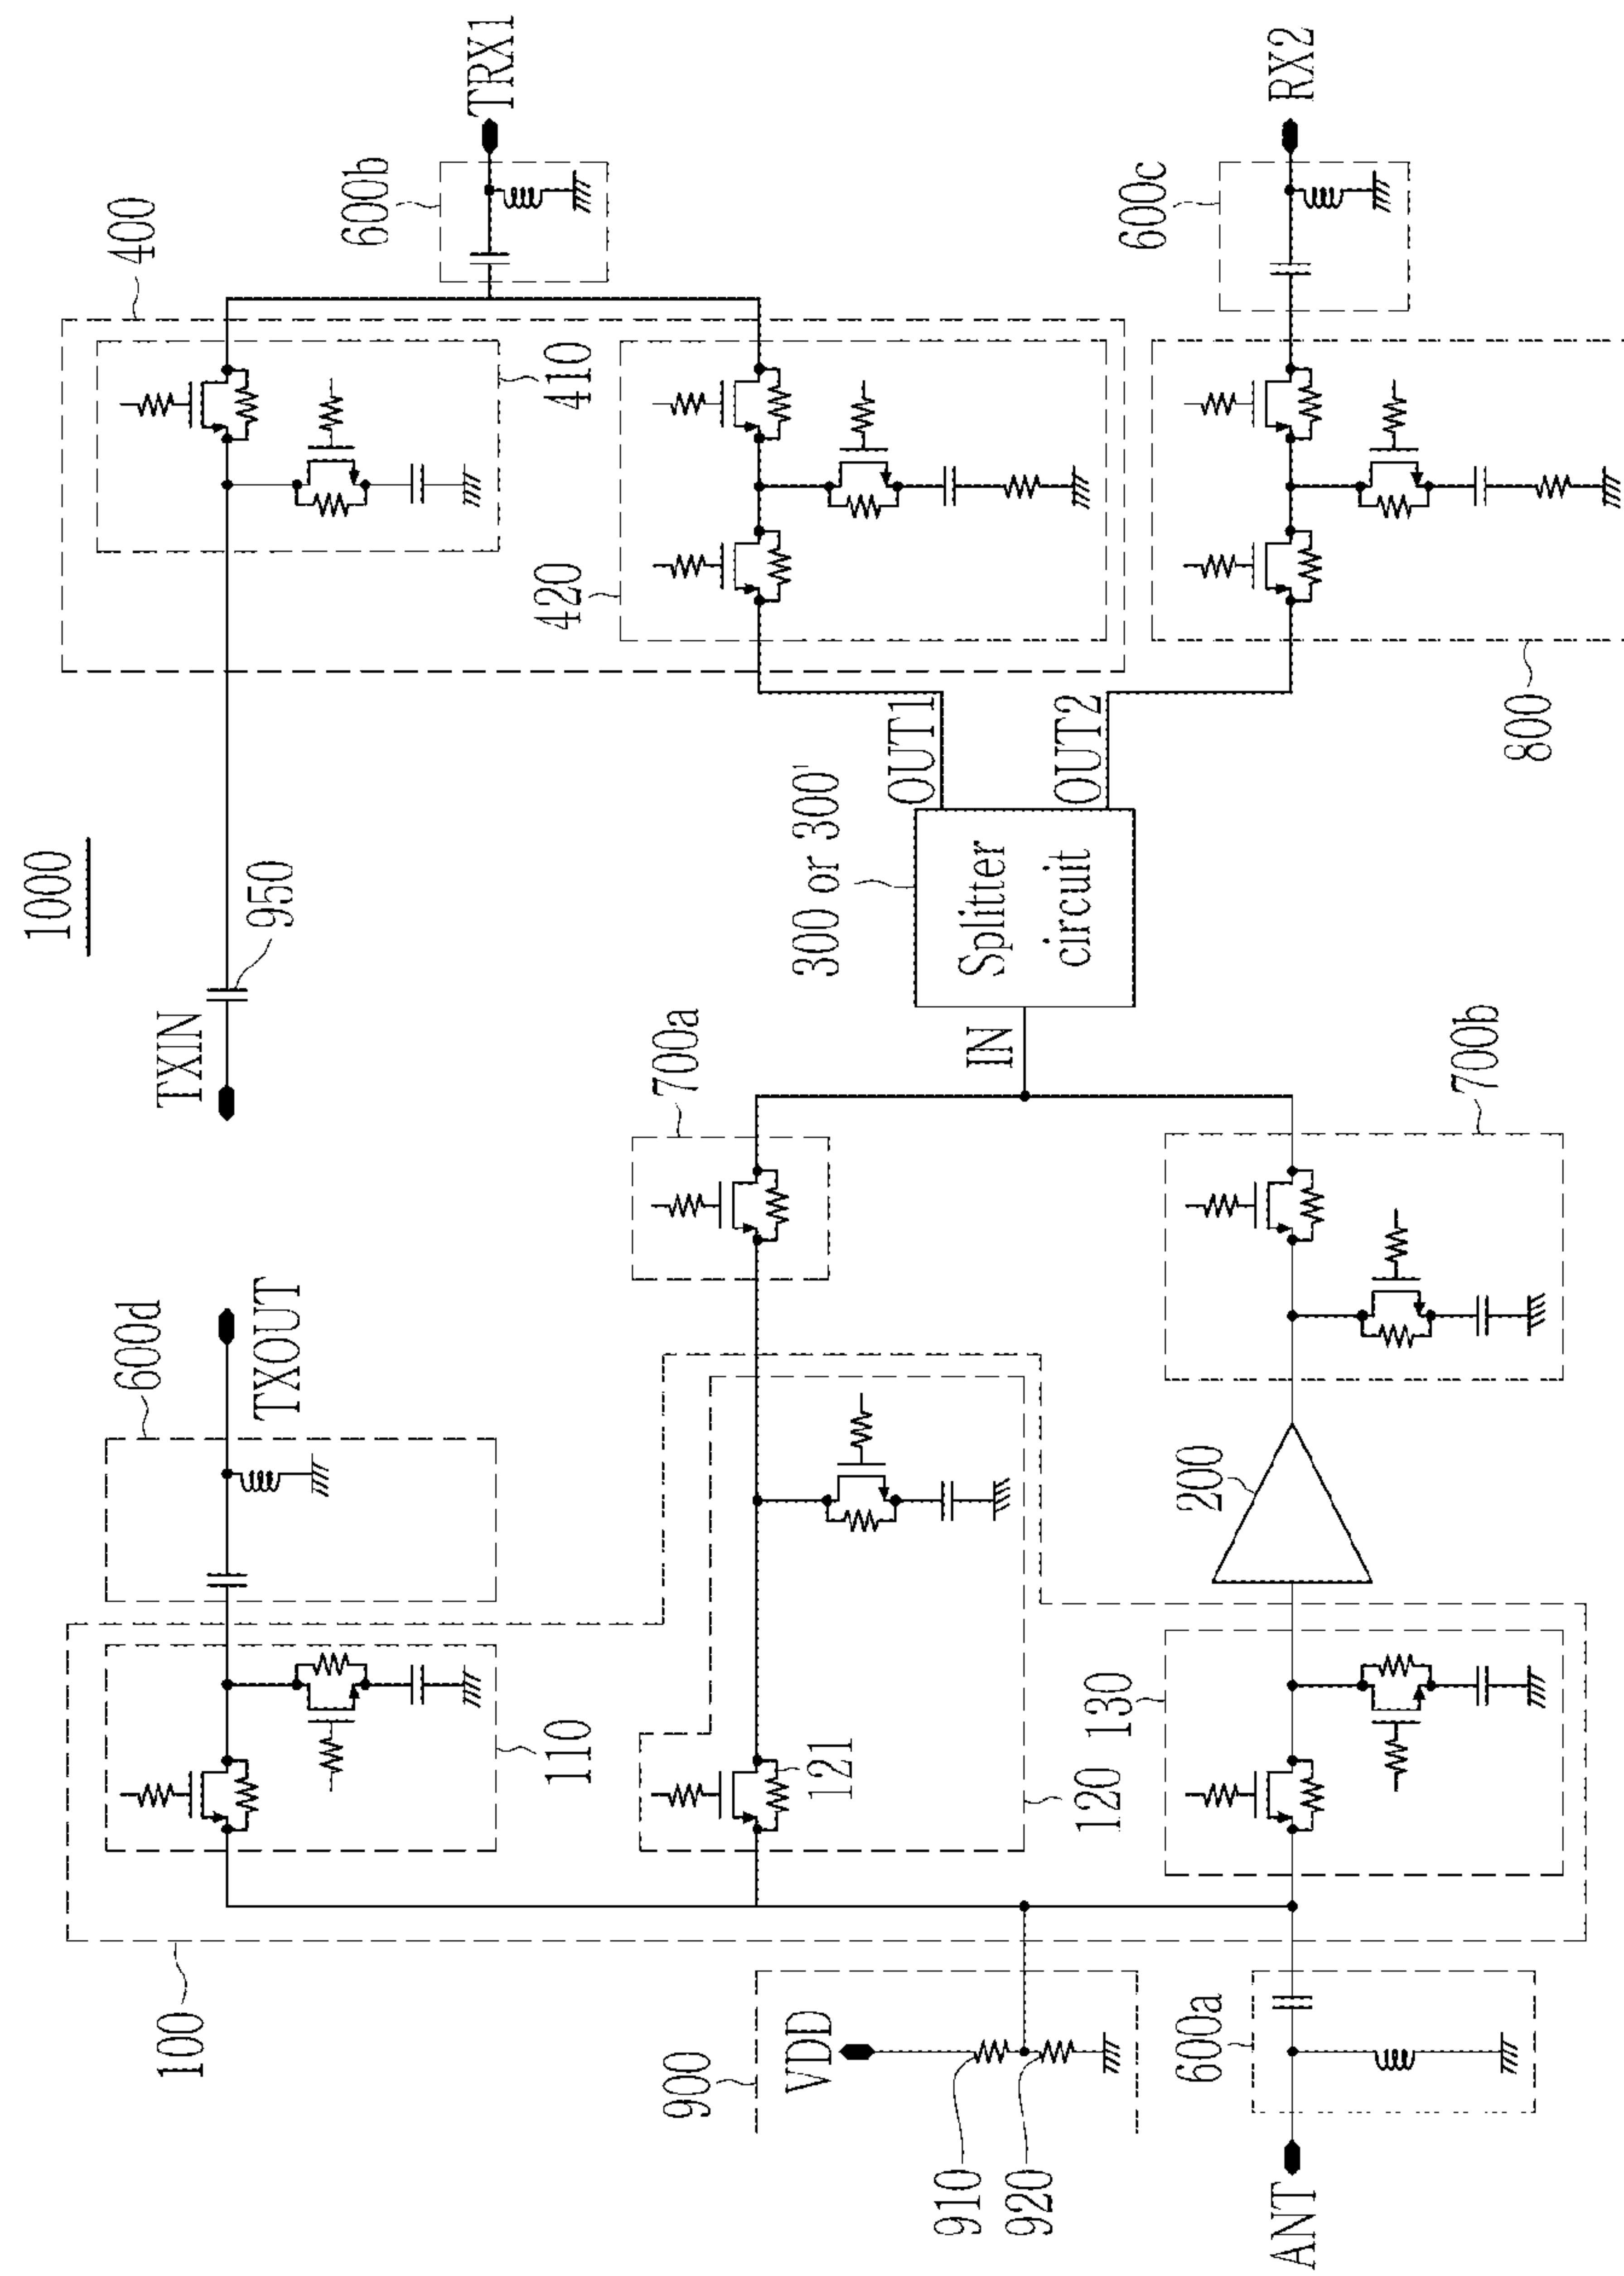 1000
TXIN
950
400
410
420
600b
TRX1
600d
TXOUT
100
110
700a
300 or 300'
Splitter
circuit
IN
OUT1
OUT2
600c
RX2
800
121
120
130
200
700b
900
VDD
910
920
600a
ANT